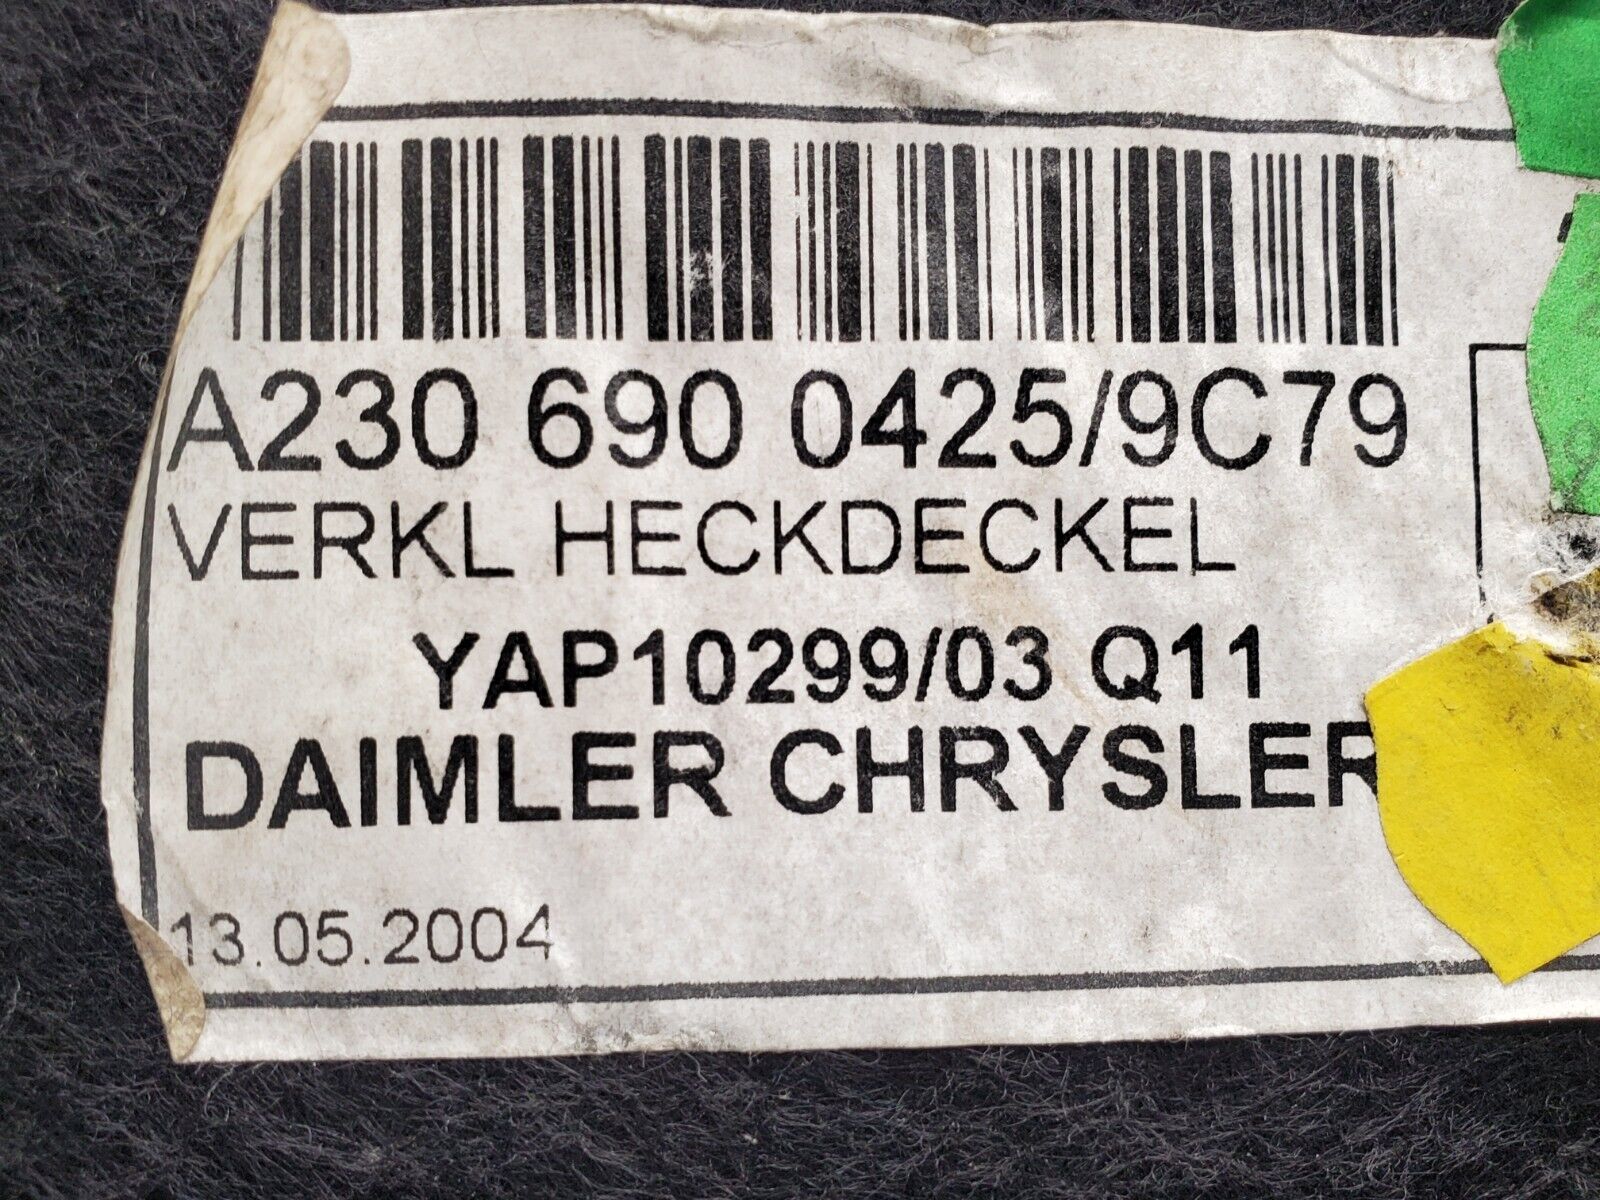 A230 690 0425/9C79
VERKL HECKDECKEL
YAP10299/03 Q11
DAIMLER CHRYSLER
13.05.2004